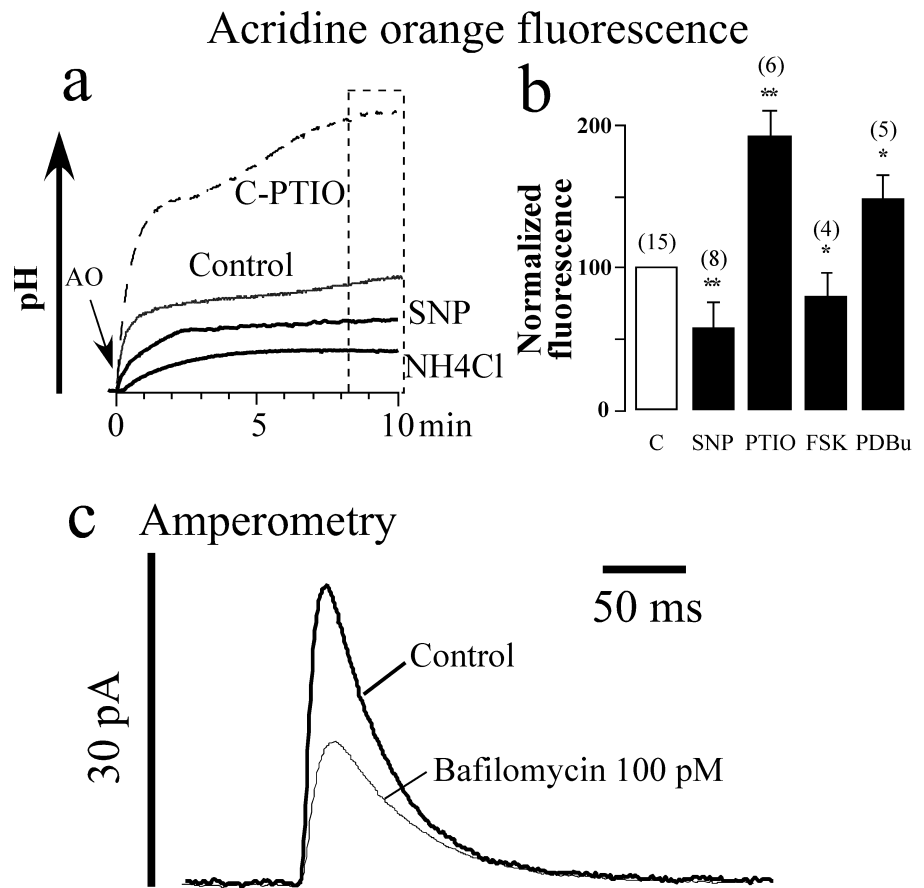 Acridine orange fluorescence
a
pH
AO
C-PTIO
Control
SNP
NH4Cl
0
5
10 min
b
Normalized
fluorescence
200
100
0
(15)
(8)
**
(6)
**
(4)
*
(5)
*
C
SNP
PTIO
FSK
PDBu
c
Amperometry
30 pA
50 ms
Control
Bafilomycin 100 pM